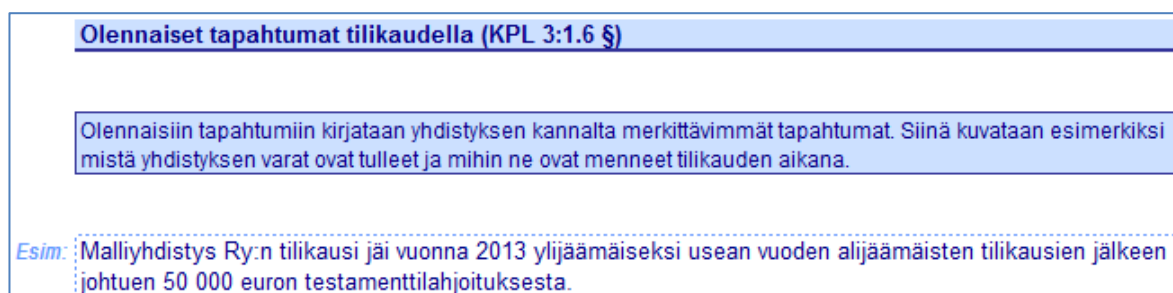 Olennaiset tapahtumat tilikaudella (KPL 3:1.6 §)
Olennaisiin tapahtumiin kirjataan yhdistyksen kannalta merkittävimmät tapahtumat. Siinä kuvataan esimerkiksi
mistä yhdistyksen varat ovat tulleet ja mihin ne ovat menneet tilikauden aikana.
Esim: Malliyhdistys Ry:n tilikausi jäi vuonna 2013 ylijäämäiseksi usean vuoden alijäämäisten tilikausien jälkeen
johtuen 50 000 euron testamenttilahjoituksesta.